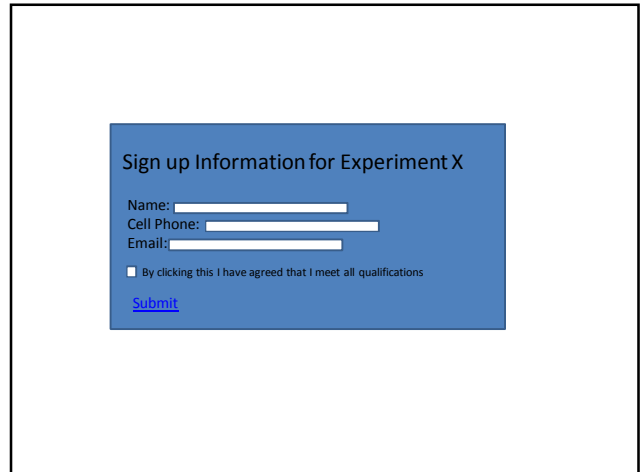 Sign up Information for Experiment X
Name:
Cell Phone:
Email:
By clicking this I have agreed that I meet all qualifications
Submit